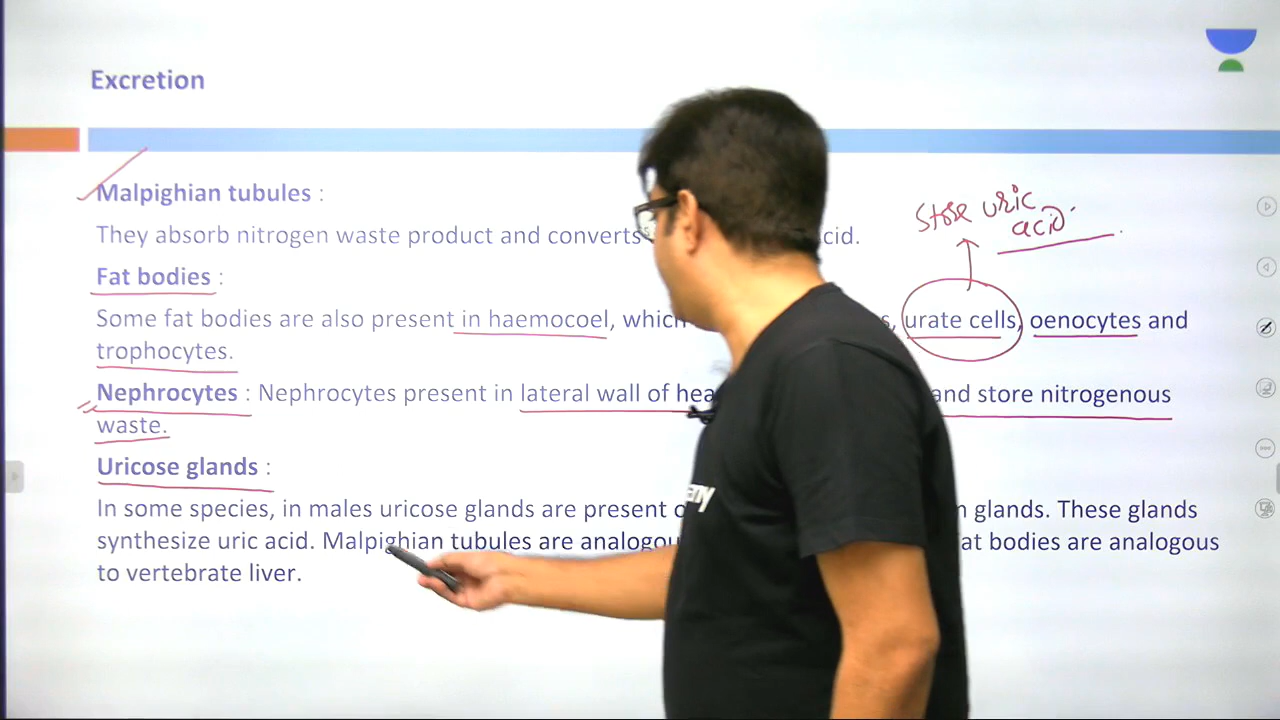 Excretion
Malpighian tubules :
They absorb nitrogen waste product and converts cid.
Store uric
acid.
Fat bodies :
Some fat bodies are also present in haemocoel, which urate cells, oenocytes and
trophocytes.
Nephrocytes : Nephrocytes present in lateral wall of and store nitrogenous
waste.
Uricose glands :
In some species, in males uricose glands are present glands. These glands
synthesize uric acid. Malpighian tubules are bodies are analogous
to vertebrate liver.